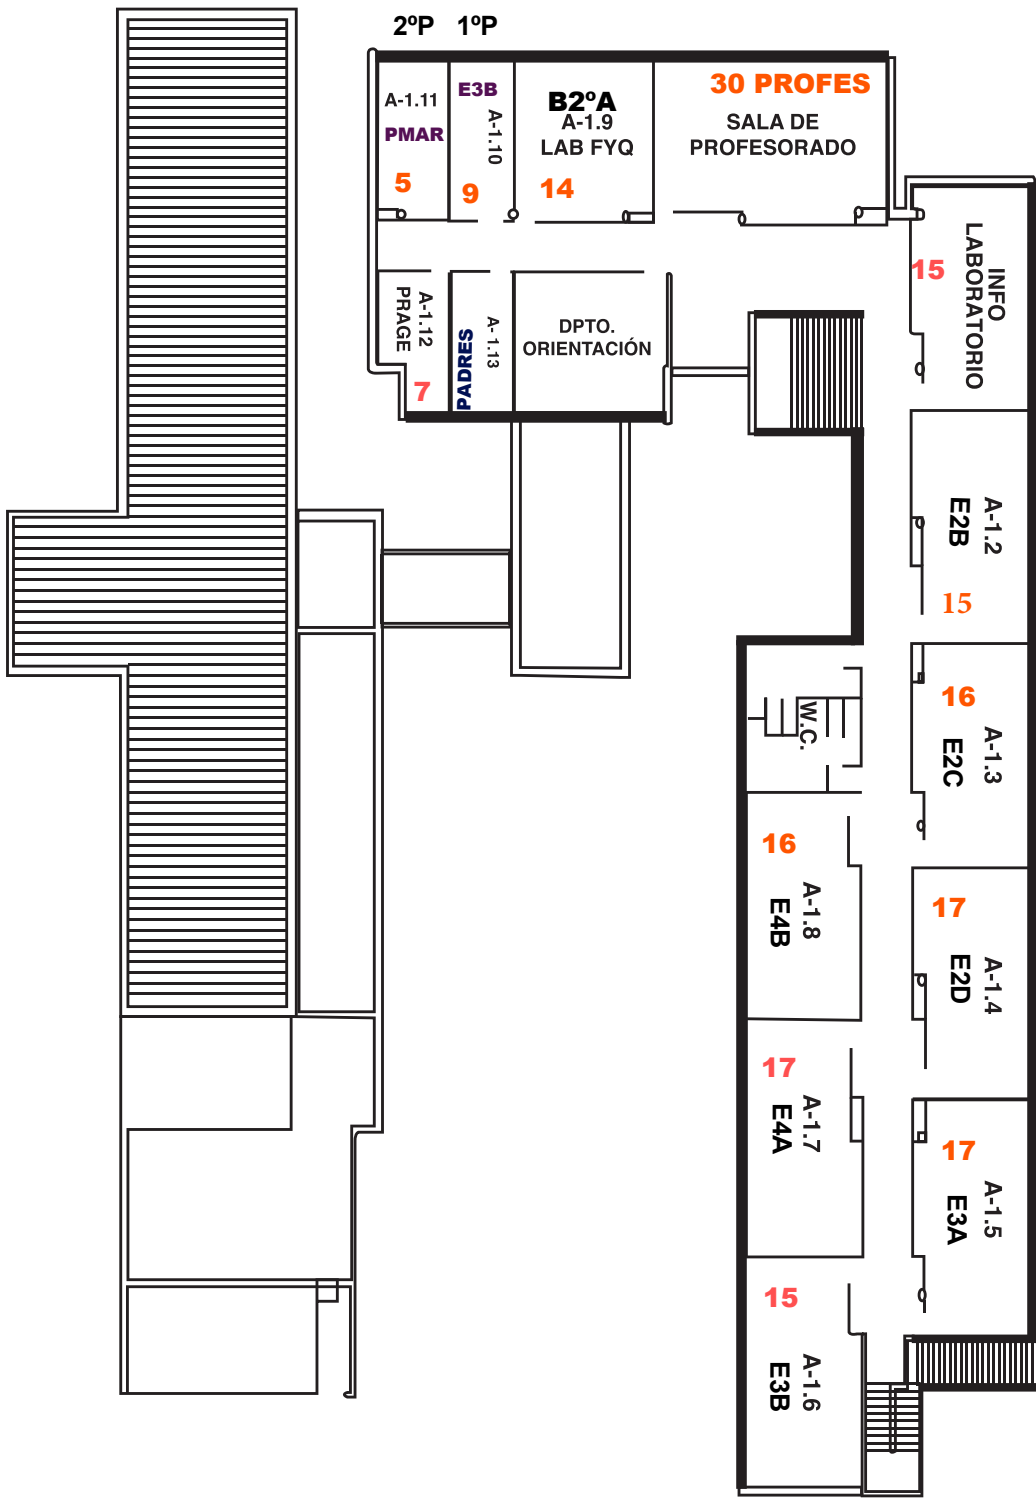 2ºP 1ºP
A-1.11
PMAR
5
E3B
A-1.10
9
B2ºA
A-1.9
LAB FYQ
14
30 PROFES
SALA DE
PROFESORADO
A-1.12
PRAGE
7
A- 1.13
PADRES
DPTO.
ORIENTACIÓN
INFO
LABORATORIO
15
A-1.2
E2B
15
16
A-1.3
E2C
W.C.
16
A-1.8
E4B
17
A-1.4
E2D
17
A-1.7
E4A
17
A-1.5
E3A
15
A-1.6
E3B